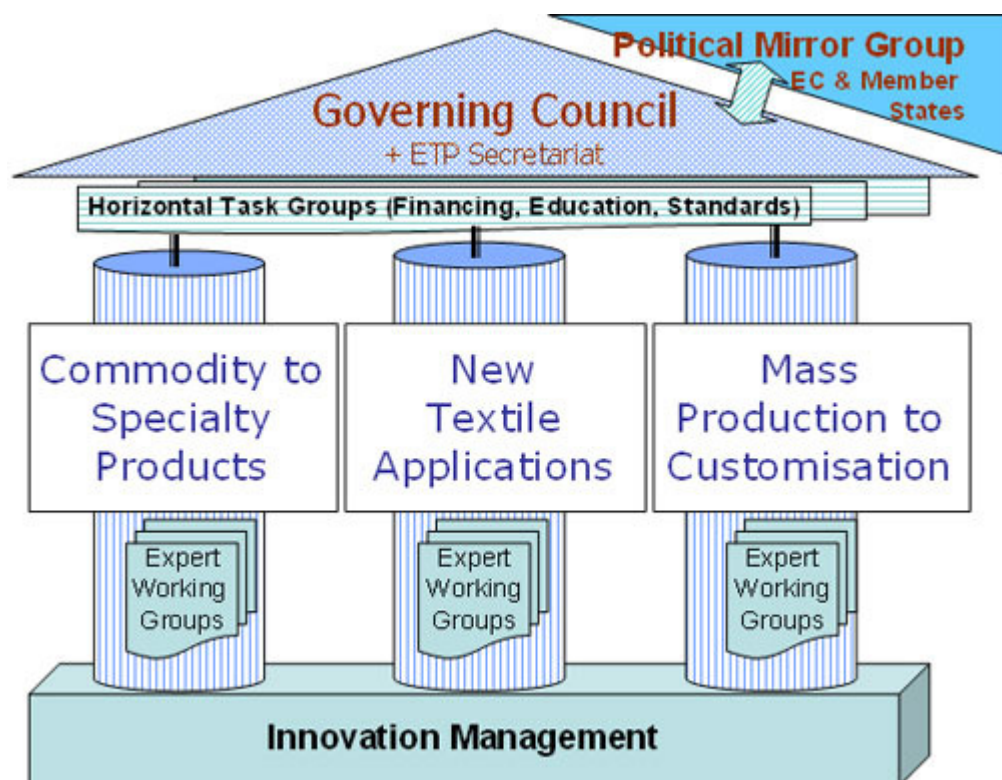 Political Mirror Group
EC & Member
States
Governing Council
+ ETP Secretariat
Horizontal Task Groups (Financing, Education, Standards)
Commodity to
Specialty
Products
New
Textile
Applications
Mass
Production to
Customisation
Expert
Working
Groups
Expert
Working
Groups
Expert
Working
Groups
Innovation Management